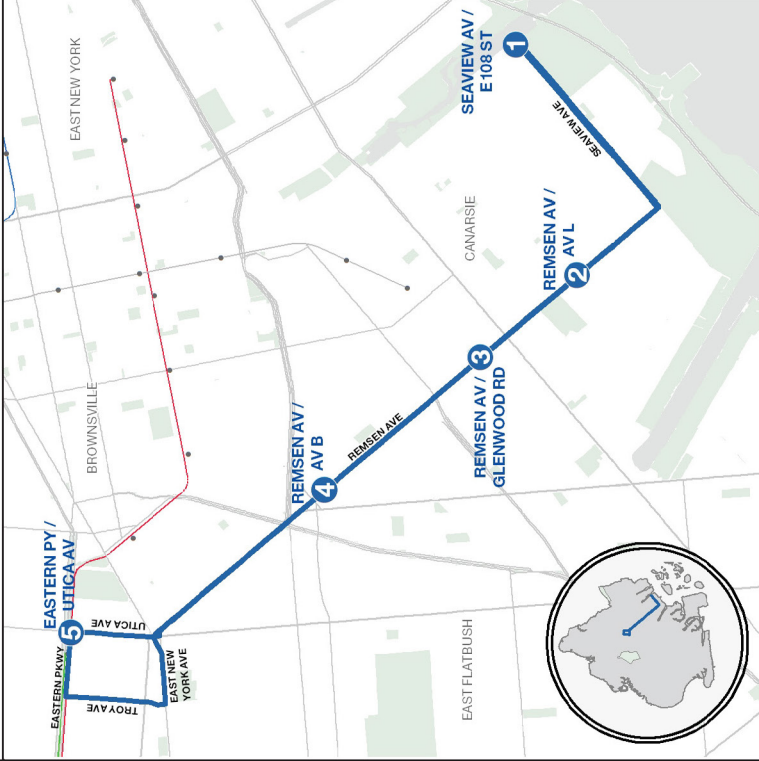 EAST NEW YORK
SEAVIEW AV /
E108 ST
1
SEAVIEW AVE
BROWNSVILLE
CANARSIE
REMSEN AV /
AV L
2
3
REMSEN AV /
GLENWOOD RD
REMSEN AVE
REMSEN AV /
AV B
4
EASTERN PY /
UTICA AV
5
EASTERN PKWY
UTICA AVE
TROY AVE
EAST NEW
YORK AVE
EAST FLATBUSH